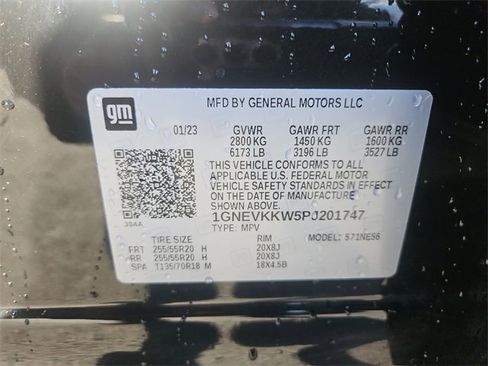 gm
MFD BY GENERAL MOTORS LLC
01/23 GVWR GAWR FRT GAWR RR
2800 KG 1450 KG 1600 KG
6173 LB 3196 LB 3527 LB
THIS VEHICLE CONFORMS TO ALL
APPLICABLE U.S. FEDERAL MOTOR
VEHICLE SAFETY STANDARDS IN EFFECT
ON THE DATE OF MANUFACTURE
SHOWN ABOVE.
1GNEVKKW5PJ201747
TYPE: MPV MODEL: 571NE56
TIRE SIZE RIM
FRT 255/55R20 H 20X8J
RR 255/55R20 H 20X8J
SPA T135/70R18 M 18X4.5B